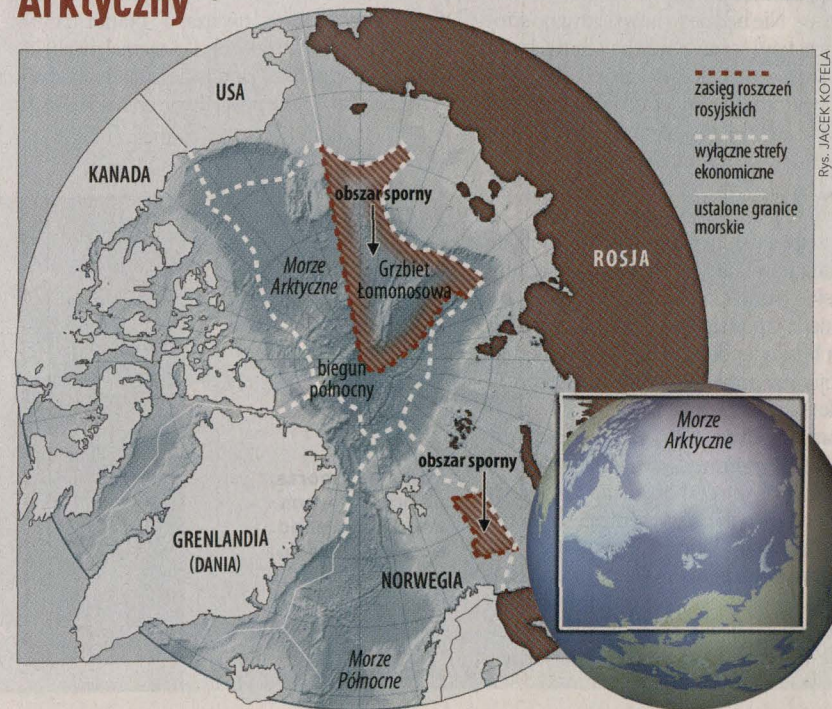 Arktyczny
USA
KANADA
zasięg roszczeń
rosyjskich
wyłączne strefy
ekonomiczne
ustalone granice
morskie
Rys. JACEK KOTELA
obszar sporny
ROSJA
Morze
Arktyczne
Grzbiet
Łomonosowa
biegun
północny
Morze
Arktyczne
obszar sporny
GRENLANDIA
(DANIA)
NORWEGIA
Morze
Północne